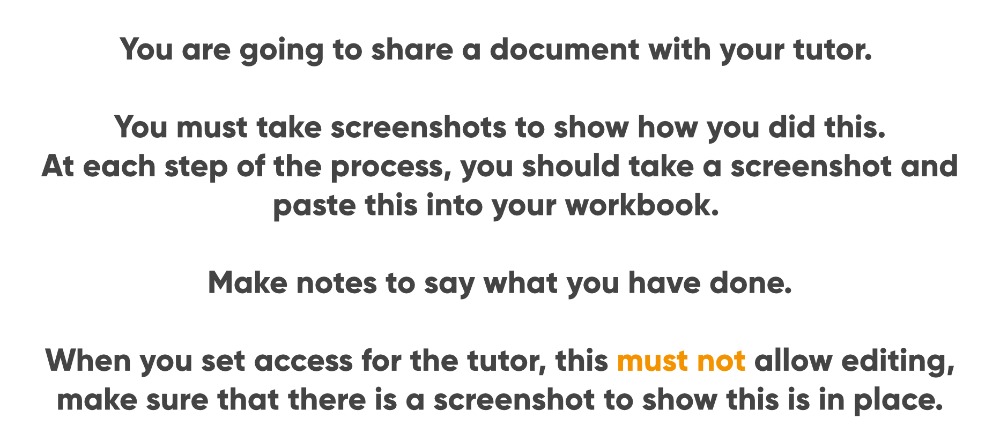 You are going to share a document with your tutor.
You must take screenshots to show how you did this.
At each step of the process, you should take a screenshot and
paste this into your workbook.
Make notes to say what you have done.
When you set access for the tutor, this must not allow editing,
make sure that there is a screenshot to show this is in place.